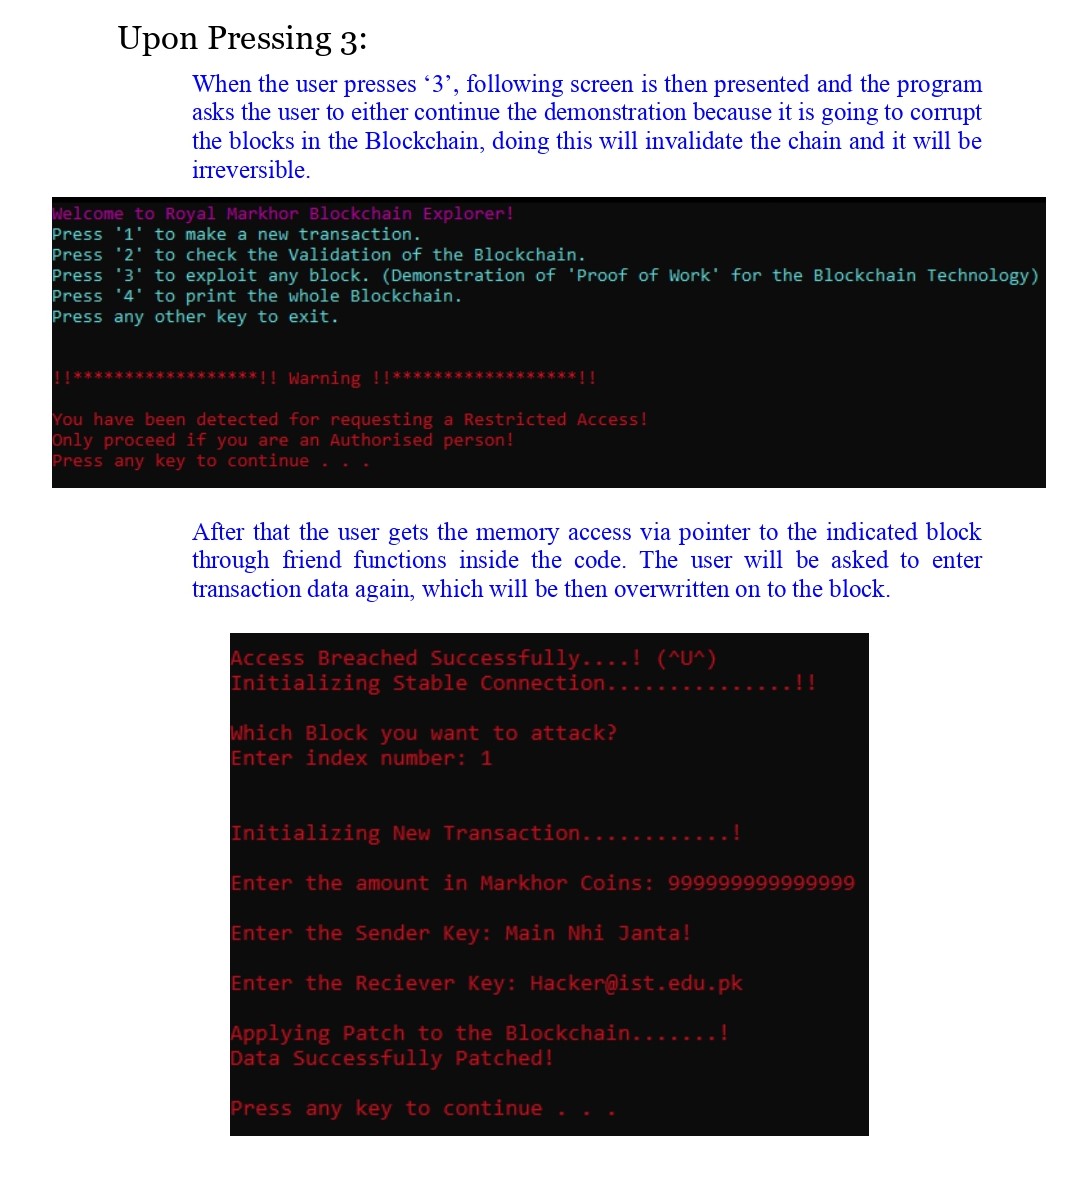 Upon Pressing 3:
When the user presses ‘3’, following screen is then presented and the program
asks the user to either continue the demonstration because it is going to corrupt
the blocks in the Blockchain, doing this will invalidate the chain and it will be
irreversible.
Welcome to Royal Markhor Blockchain Explorer!
Press '1' to make a new transaction.
Press '2' to check the Validation of the Blockchain.
Press '3' to exploit any block. (Demonstration of 'Proof of Work' for the Blockchain Technology)
Press '4' to print the whole Blockchain.
Press any other key to exit.
!!******************!! Warning !!******************!!
You have been detected for requesting a Restricted Access!
Only proceed if you are an Authorised person!
Press any key to continue . . .
After that the user gets the memory access via pointer to the indicated block
through friend functions inside the code. The user will be asked to enter
transaction data again, which will be then overwritten on to the block.
Access Breached Successfully....! (^U^)
Initializing Stable Connection...............!!
Which Block you want to attack?
Enter index number: 1
Initializing New Transaction............!
Enter the amount in Markhor Coins: 999999999999999
Enter the Sender Key: Main Nhi Janta!
Enter the Reciever Key: Hacker@ist.edu.pk
Applying Patch to the Blockchain.......!
Data Successfully Patched!
Press any key to continue . . .